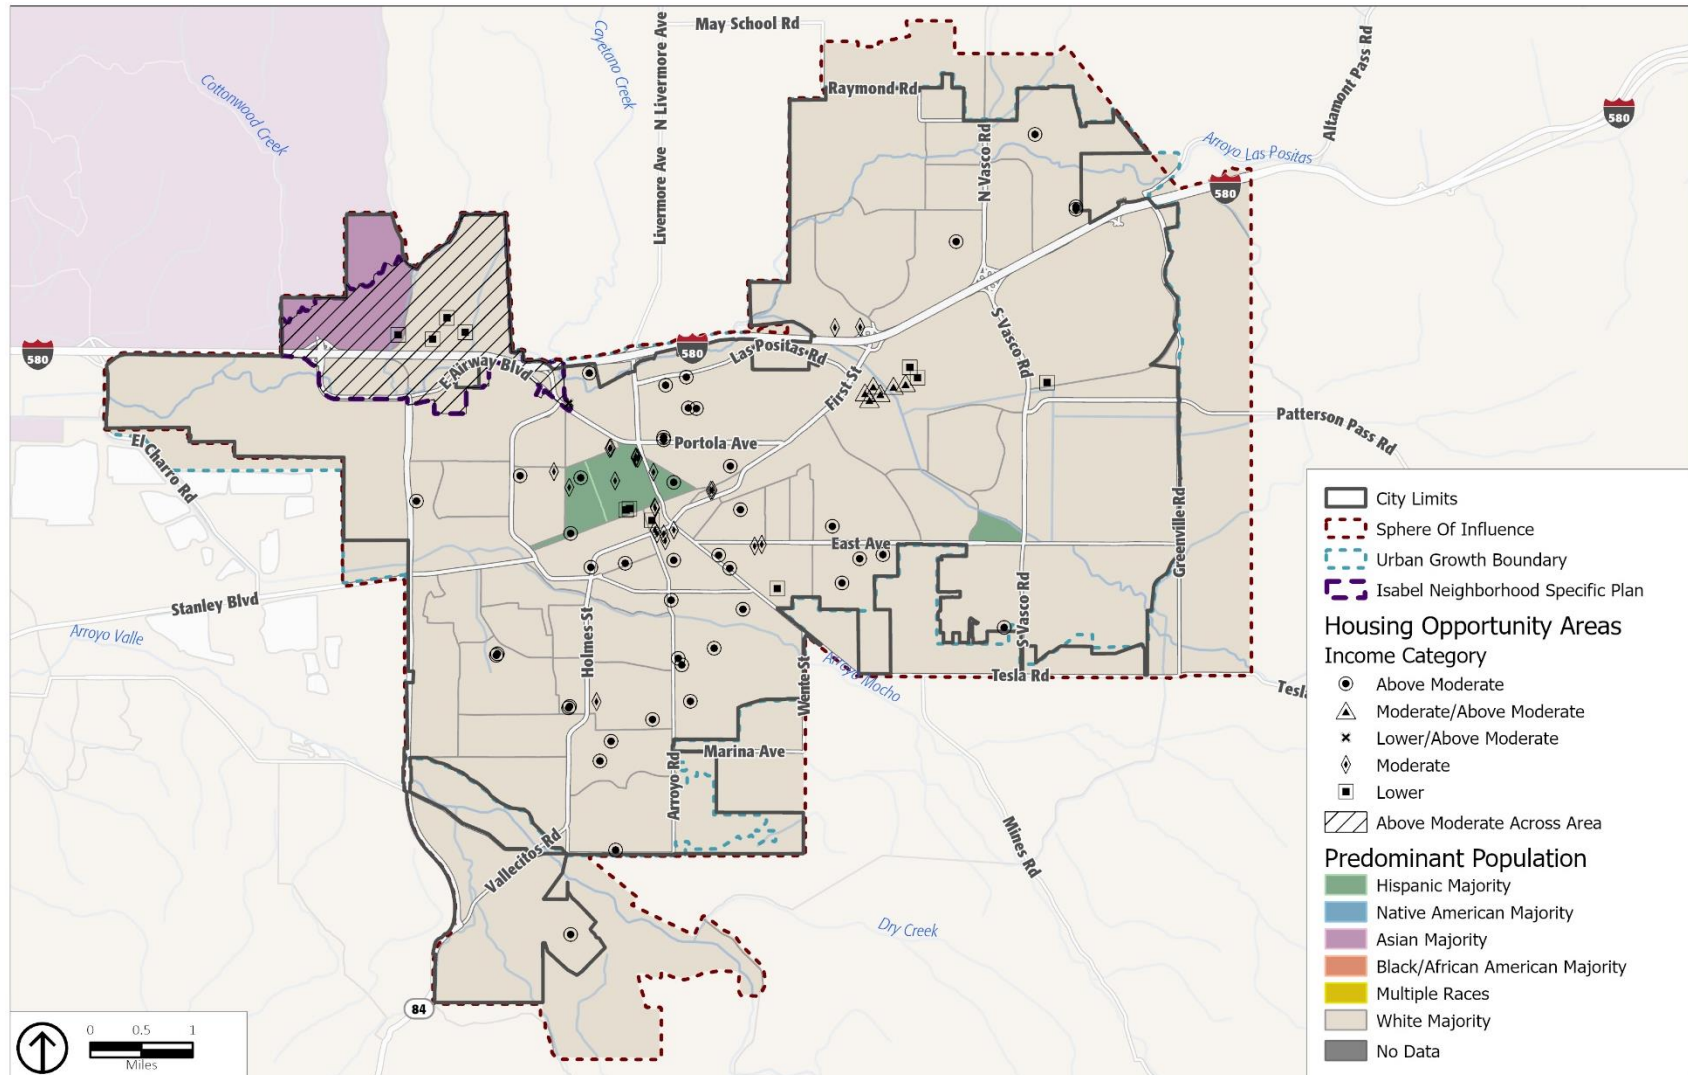 May School Rd
Cayetano Creek
N Livermore Ave
Livermore Ave
Cottonwood Creek
Raymond Rd
Altamont Pass Rd
580
Arroyo Las Positas
N Vasco Rd
580
580
580
Las Positas Rd
E Airway Blvd
First St
S Vasco Rd
Patterson Pass Rd
Portola Ave
El Charro Rd
Greenville Rd
East Ave
Stanley Blvd
Arroyo Valle
Holmes St
S Vasco Rd
Arroyo Mocho
Wente St
Tesla Rd
Tesla
Marina Ave
Arroyo Rd
Vallecitos Rd
Mines Rd
Dry Creek
84
0 0.5 1
Miles
City Limits
Sphere Of Influence
Urban Growth Boundary
Isabel Neighborhood Specific Plan
Housing Opportunity Areas
Income Category
Above Moderate
Moderate/Above Moderate
Lower/Above Moderate
Moderate
Lower
Above Moderate Across Area
Predominant Population
Hispanic Majority
Native American Majority
Asian Majority
Black/African American Majority
Multiple Races
White Majority
No Data